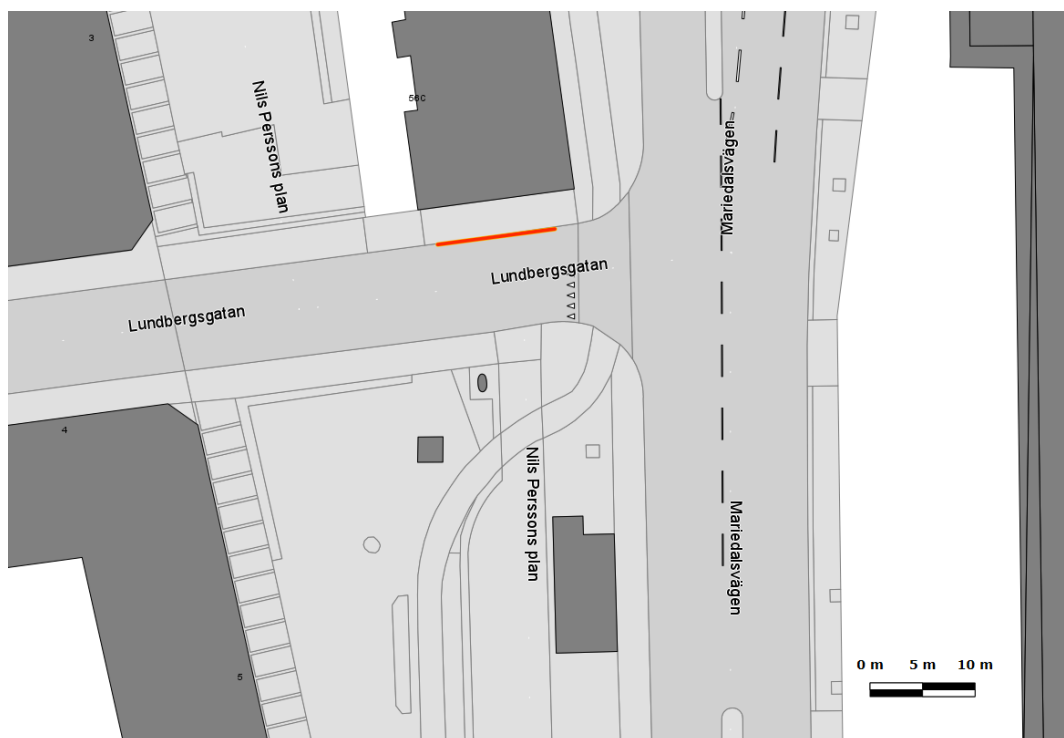 3
56C
Nils Perssons plan
Mariedalsvägen
Lundbergsgatan
Lundbergsgatan
4
Nils Perssons plan
Mariedalsvägen
5
0 m 5 m 10 m